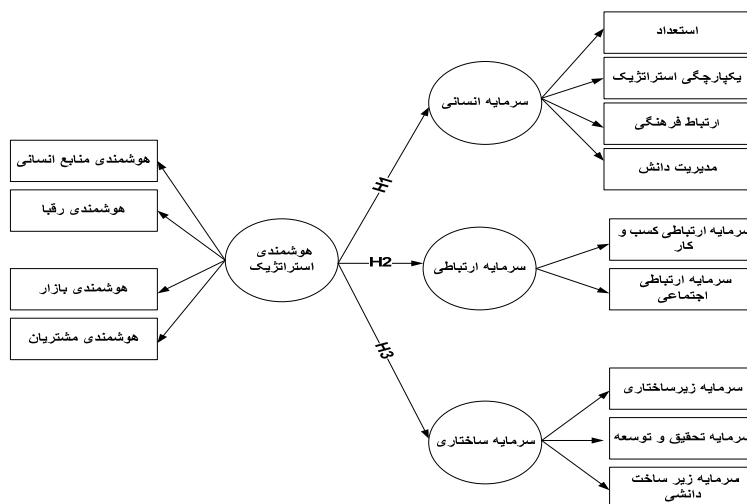 استعداد
یکپارچگی استراتژیک
ارتباط فرهنگی
مدیریت دانش
سرمایه انسانی
H1
هوشمندی منابع انسانی
هوشمندی رقبا
هوشمندی بازار
هوشمندی مشتریان
هوشمندی
استراتژیک
H2
سرمایه ارتباطی
سرمایه ارتباطی کسب و
کار
سرمایه ارتباطی
اجتماعی
H3
سرمایه ساختاری
سرمایه زیرساختاری
سرمایه تحقیق و توسعه
سرمایه زیر ساخت
دانشی